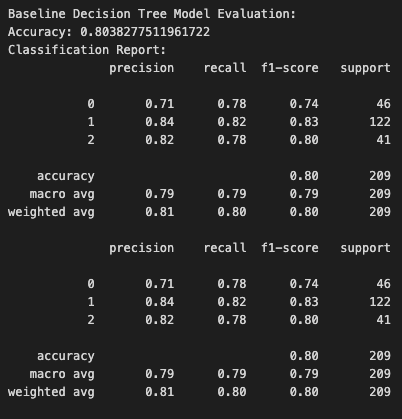 Baseline Decision Tree Model Evaluation:
Accuracy: 0.8038277511961722
Classification Report:
precision recall f1-score support
0 0.71 0.78 0.74 46
1 0.84 0.82 0.83 122
2 0.82 0.78 0.80 41
accuracy 0.80 209
macro avg 0.79 0.79 0.79 209
weighted avg 0.81 0.80 0.80 209
precision recall f1-score support
0 0.71 0.78 0.74 46
1 0.84 0.82 0.83 122
2 0.82 0.78 0.80 41
accuracy 0.80 209
macro avg 0.79 0.79 0.79 209
weighted avg 0.81 0.80 0.80 209